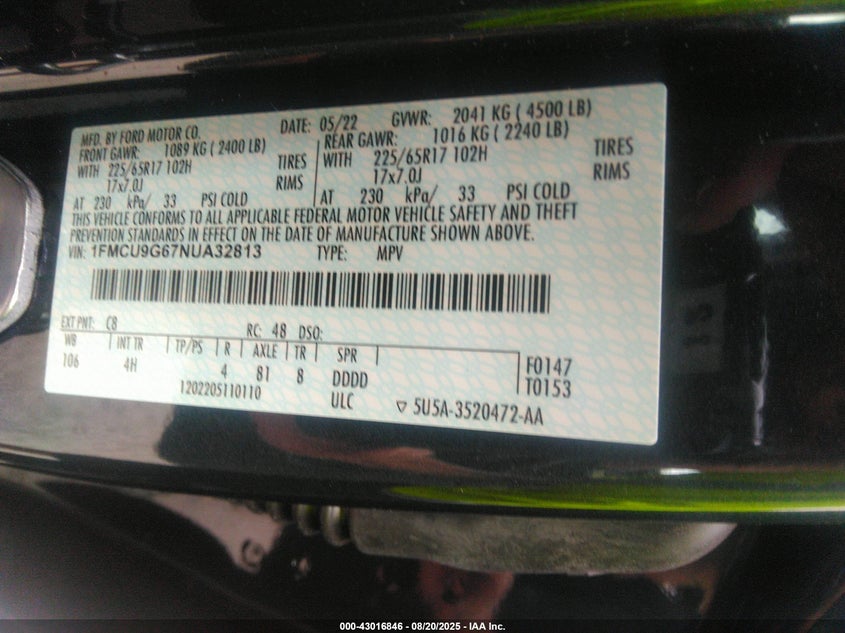 MFD. BY FORD MOTOR CO. DATE: 05/22 GVWR: 2041 KG ( 4500 LB)
FRONT GAWR: 1089 KG ( 2400 LB) REAR GAWR: 1016 KG ( 2240 LB)
WITH 225/65R17 102H TIRES WITH 225/65R17 102H TIRES
17x7.0J RIMS 17x7.0J RIMS
AT 230 kPa/ 33 PSI COLD AT 230 kPa/ 33 PSI COLD
THIS VEHICLE CONFORMS TO ALL APPLICABLE FEDERAL MOTOR VEHICLE SAFETY AND THEFT
PREVENTION STANDARDS IN EFFECT ON THE DATE OF MANUFACTURE SHOWN ABOVE.
VIN: 1FMCU9G67NUA32813 TYPE: MPV
EXT PNT: C8 RC: 48 DSO:
WB INT TR TP/PS R AXLE TR SPR
106 4H 4 81 8 DDDD
F0147
T0153
1202205110110 ULC 5U5A-3520472-AA
000-43016846 - 08/20/2025 - IAA Inc.